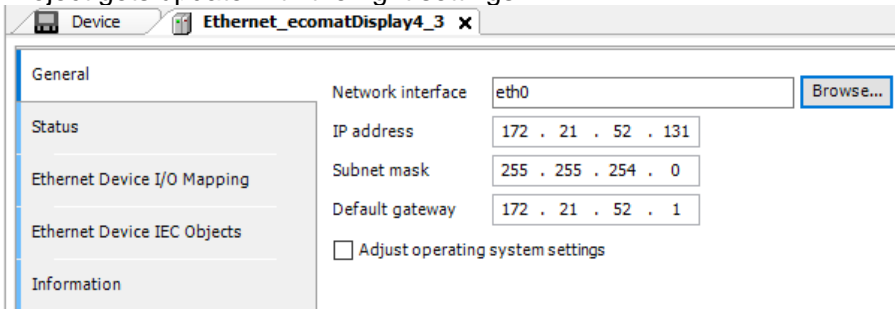 Device
Ethernet_ecomatDisplay4_3 x
General
Network interface eth0 Browse...
Status
IP address 172 . 21 . 52 . 131
Subnet mask 255 . 255 . 254 . 0
Ethernet Device I/O Mapping
Default gateway 172 . 21 . 52 . 1
Ethernet Device IEC Objects
Adjust operating system settings
Information